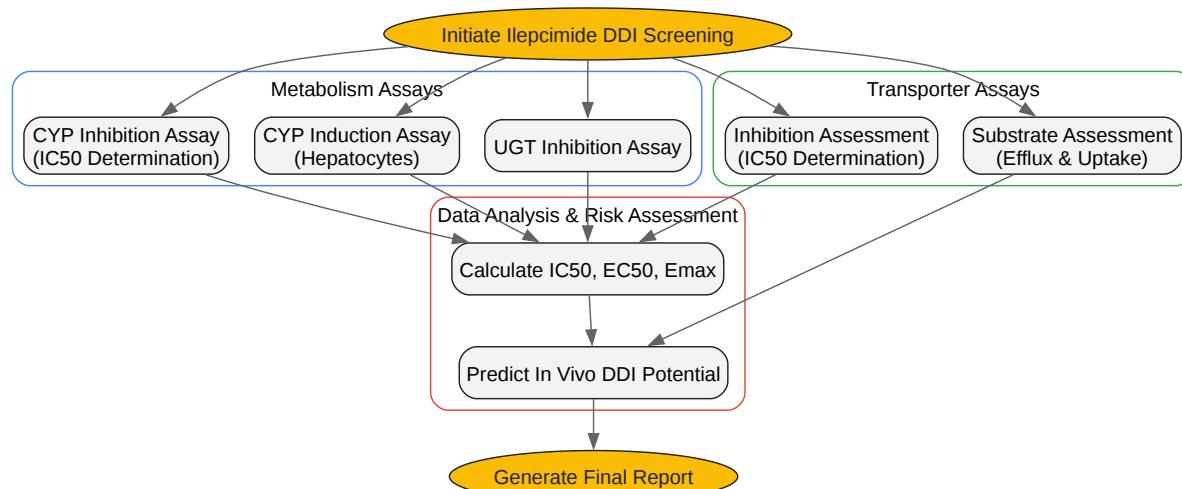 Initiate Ilepcimide DDI Screening
Metabolism Assays
Transporter Assays
CYP Inhibition Assay
(IC50 Determination)
CYP Induction Assay
(Hepatocytes)
UGT Inhibition Assay
Inhibition Assessment
(IC50 Determination)
Substrate Assessment
(Efflux & Uptake)
Data Analysis & Risk Assessment
Calculate IC50, EC50, Emax
Predict In Vivo DDI Potential
Generate Final Report